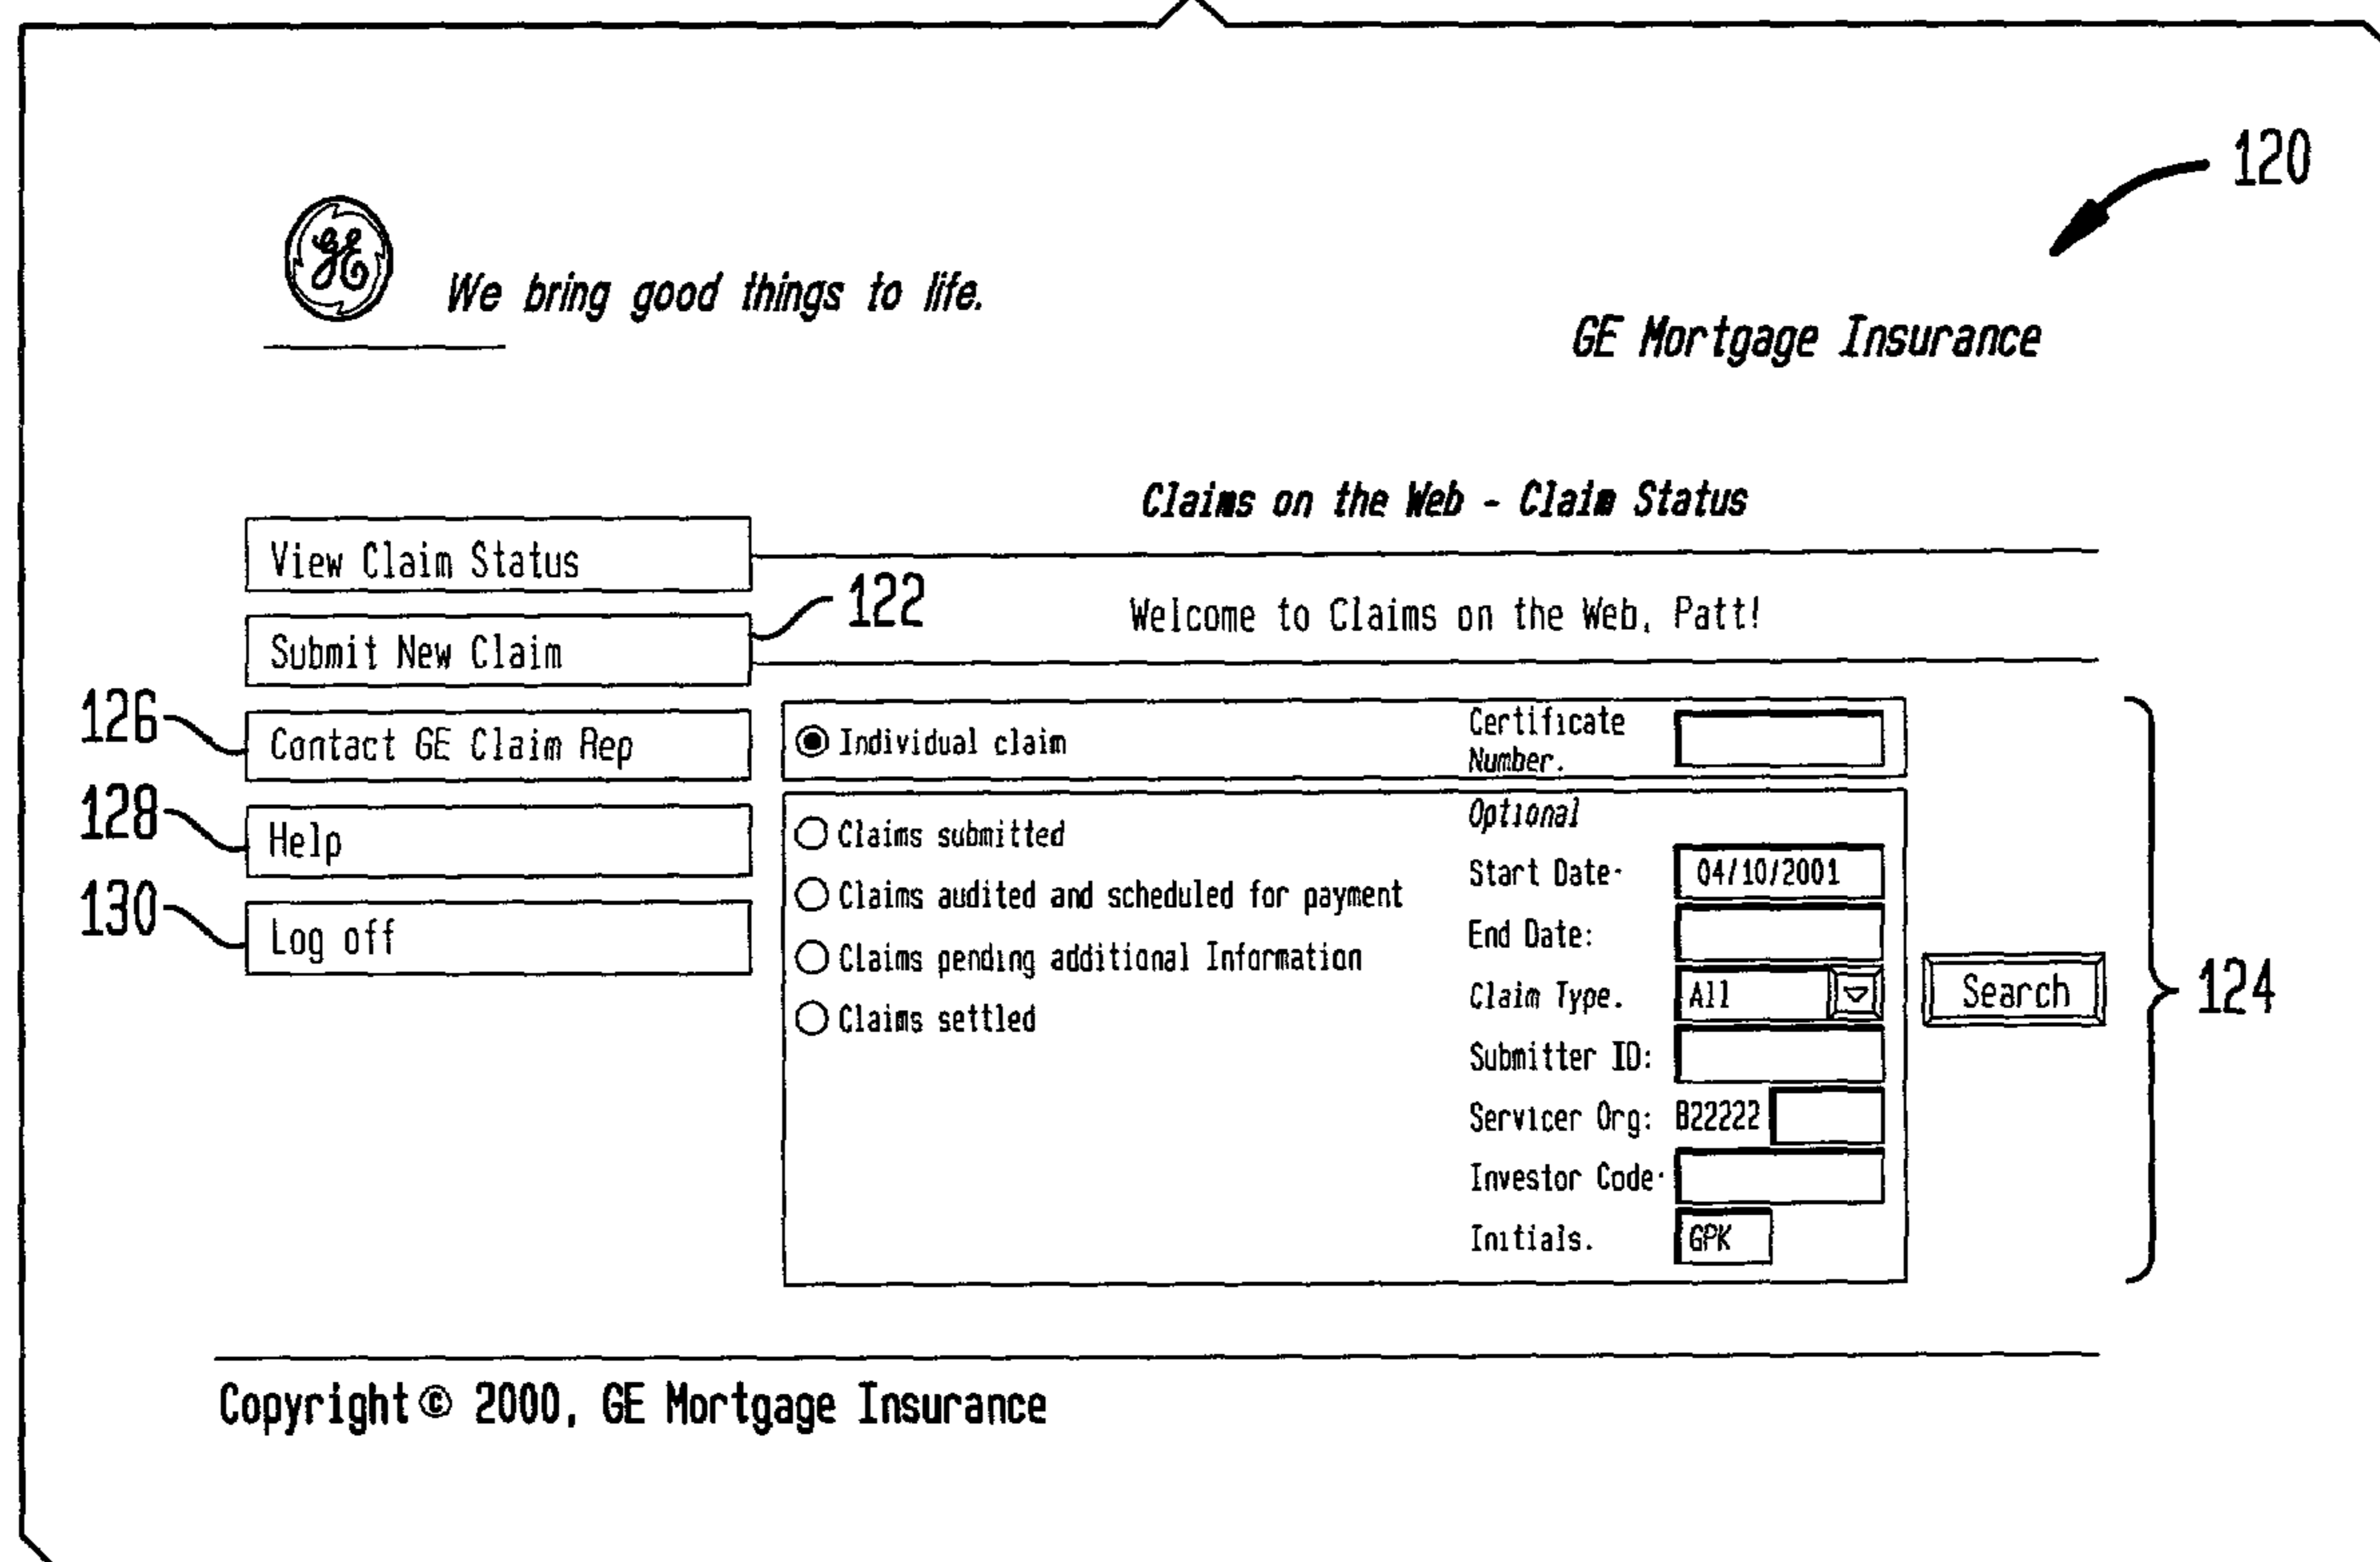 120
GE
We bring good things to life.
GE Mortgage Insurance
Claims on the Web - Claim Status
View Claim Status
122
Welcome to Claims on the Web, Patt!
Submit New Claim
126
Contact GE Claim Rep
128
Help
130
Log off
Individual claim
Certificate
Number.
Claims submitted
Claims audited and scheduled for payment
Claims pending additional Information
Claims settled
Optional
Start Date· 04/10/2001
End Date:
Claim Type. All
Submitter ID:
Servicer Org: B22222
Investor Code·
Initials. GPK
Search
124
Copyright © 2000, GE Mortgage Insurance